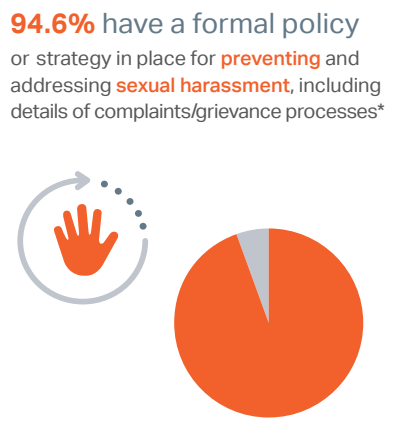 94.6% have a formal policy
or strategy in place for preventing and
addressing sexual harassment, including
details of complaints/grievance processes*